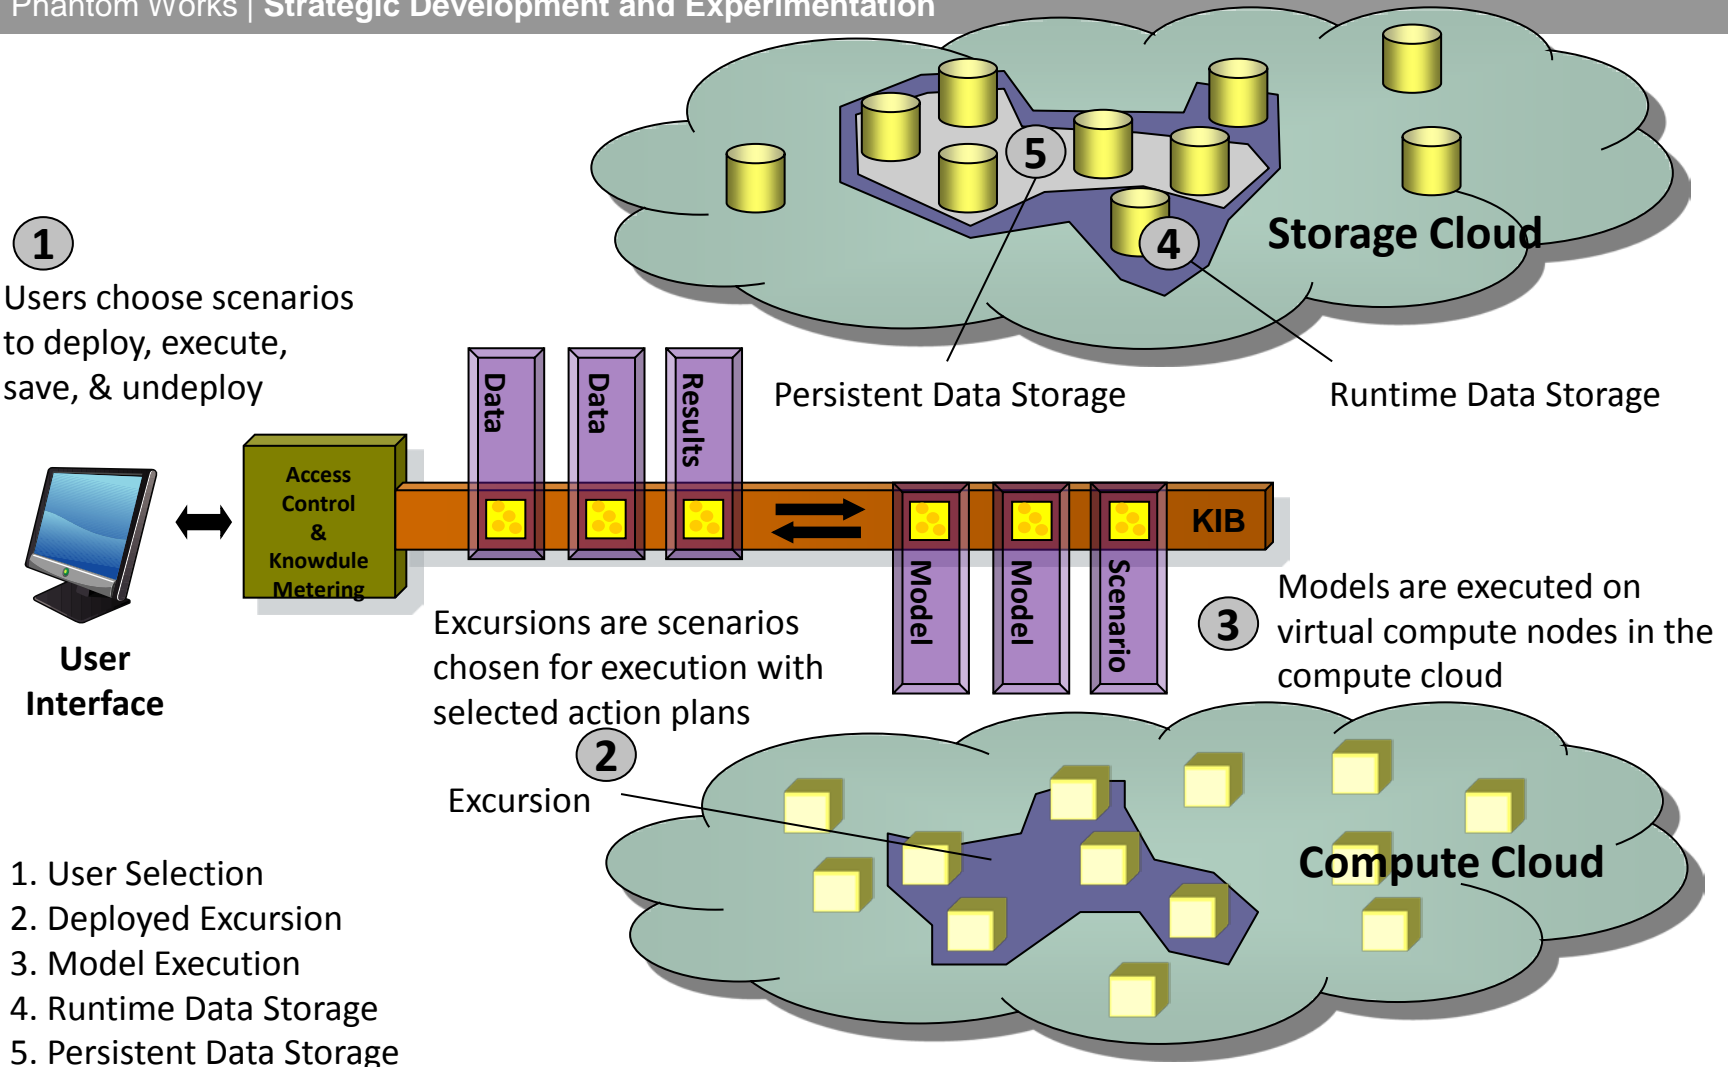 Phantom Works | Strategic Development and Experimentation
5
4
Storage Cloud
1
Users choose scenarios
to deploy, execute,
save, & undeploy
Persistent Data Storage
Runtime Data Storage
Data
Data
Results
Access
Control
&
Knowdule
Metering
KIB
Model
Model
Scenario
User
Interface
Excursions are scenarios
chosen for execution with
selected action plans
3
Models are executed on
virtual compute nodes in the
compute cloud
2
Excursion
Compute Cloud
1. User Selection
2. Deployed Excursion
3. Model Execution
4. Runtime Data Storage
5. Persistent Data Storage